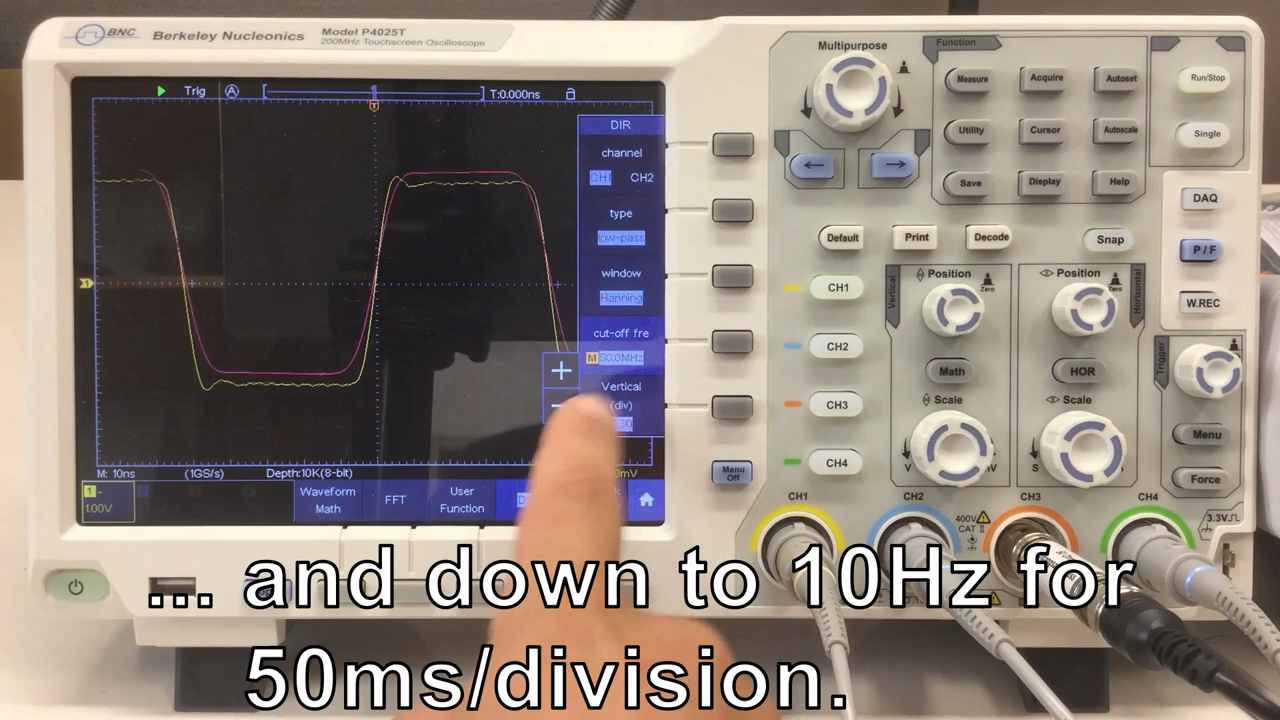 BNC
Berkeley Nucleonics
Model P4025T
200MHz Touchscreen Oscilloscope
Trig A T T:0.000ns
DIR
channel
CH1 CH2
type
low-pass
window
Hanning
cut-off fre
M 60.0MHz
+
Vertical
(div)
M: 10ns (1GS/s) Depth:10K(8-bit)
1
1.00V
Waveform
Math
FFT
User
Function
Menu
Off
Multipurpose
Function
Measure Acquire Autoset
Utility Cursor Autoscale
Save Display Help
Run/Stop
Single
Default Print Decode Snap
DAQ
P / F
W.REC
CH1
CH2
CH3
CH4
Vertical
Position
Zero
Math
Scale
V mV
Horizontal
Position
Zero
HOR
Scale
S
Trigger
Menu
Force
CH1 CH2 CH3 CH4
400V
CAT II
3.3V
... and down to 10Hz for
50ms/division.